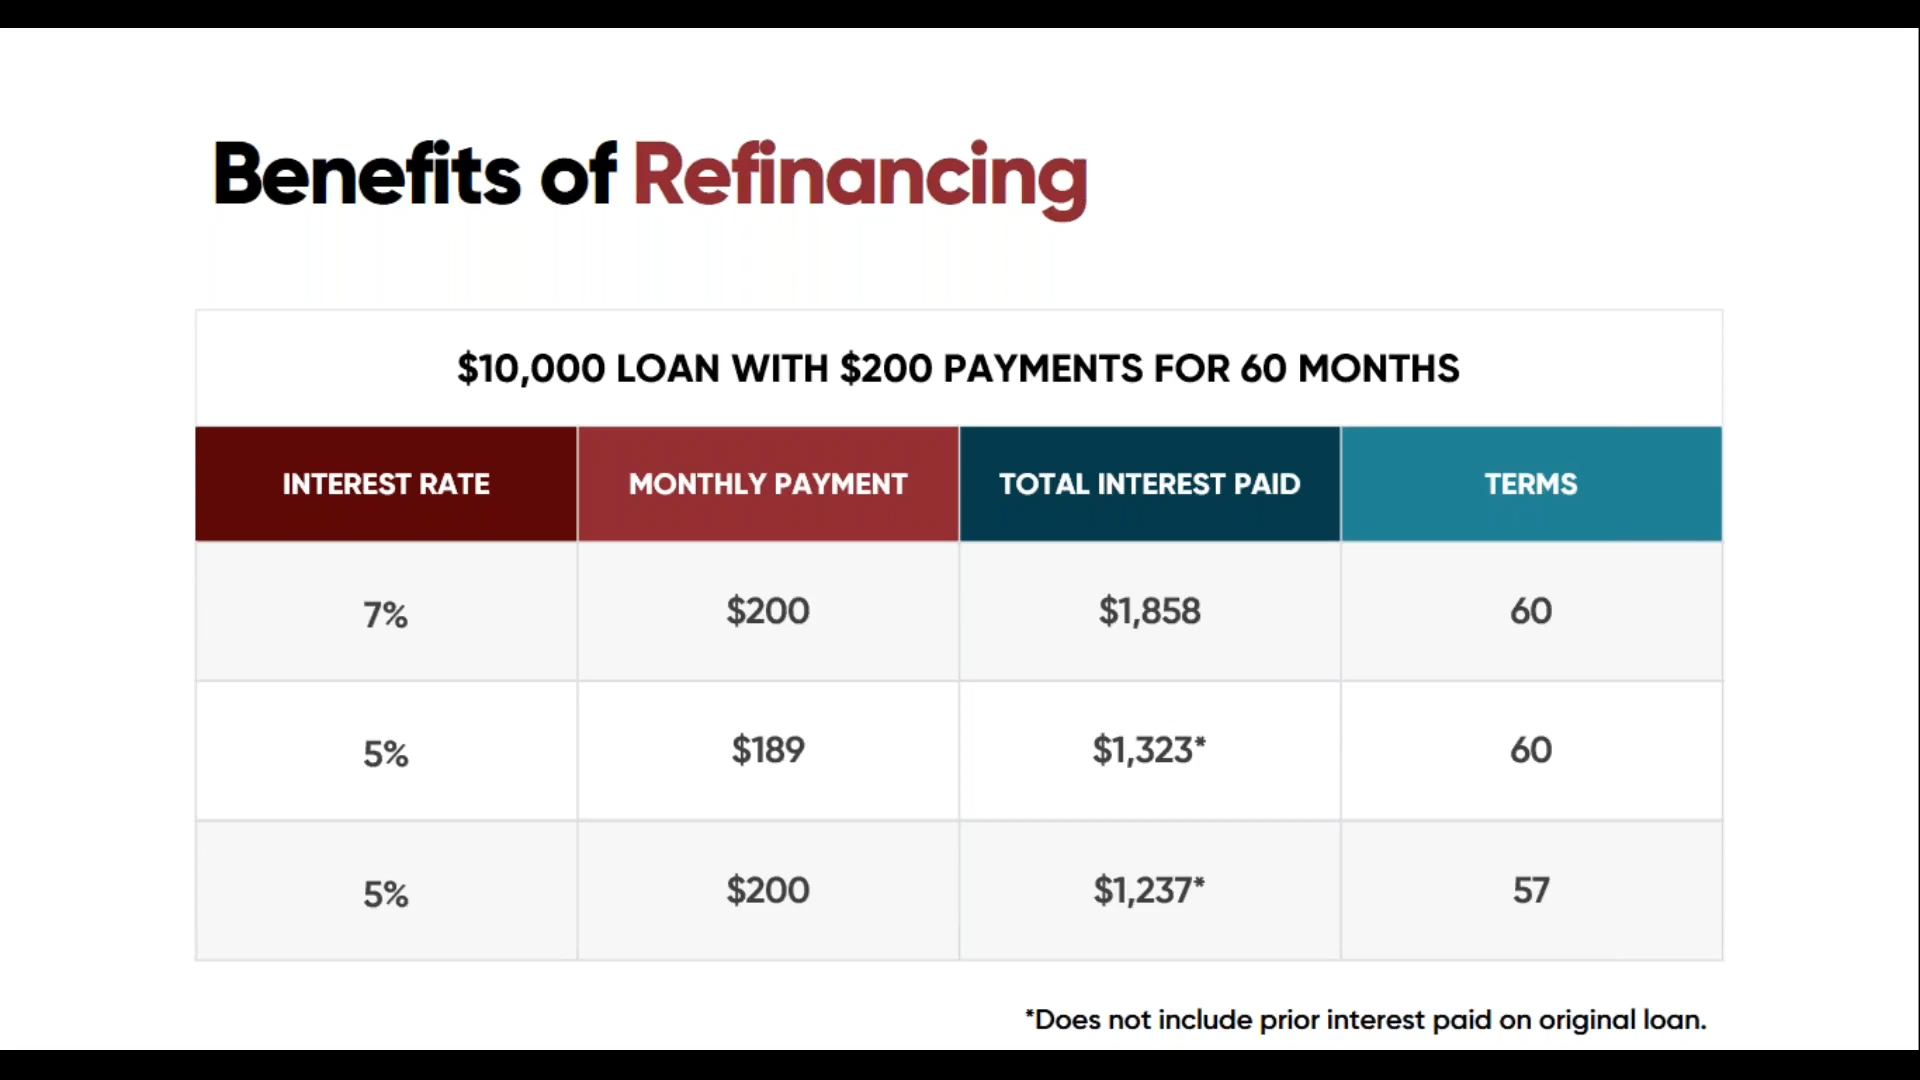 Benefits of Refinancing
$10,000 LOAN WITH $200 PAYMENTS FOR 60 MONTHS
INTEREST RATE MONTHLY PAYMENT TOTAL INTEREST PAID TERMS
7% $200 $1,858 60
5% $189 $1,323* 60
5% $200 $1,237* 57
*Does not include prior interest paid on original loan.